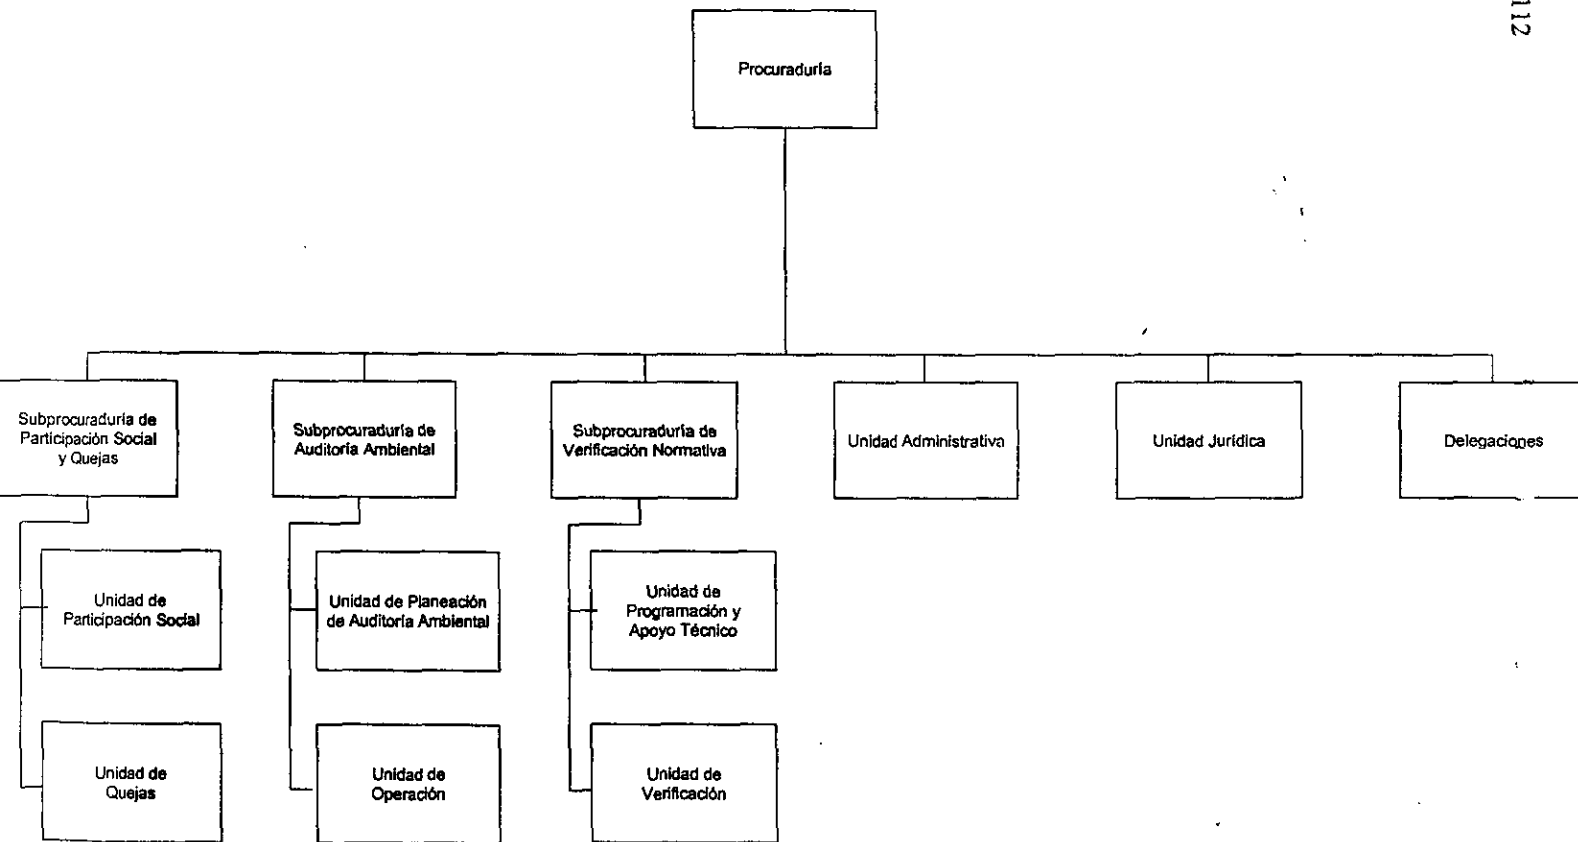 112
Procuraduría
Subprocuraduría de
Participación Social
y Quejas
Subprocuraduría de
Auditoría Ambiental
Subprocuraduría de
Verificación Normativa
Unidad Administrativa
Unidad Jurídica
Delegaciones
Unidad de
Participación Social
Unidad de Planeación
de Auditoría Ambiental
Unidad de
Programación y
Apoyo Técnico
Unidad de
Quejas
Unidad de
Operación
Unidad de
Verificación